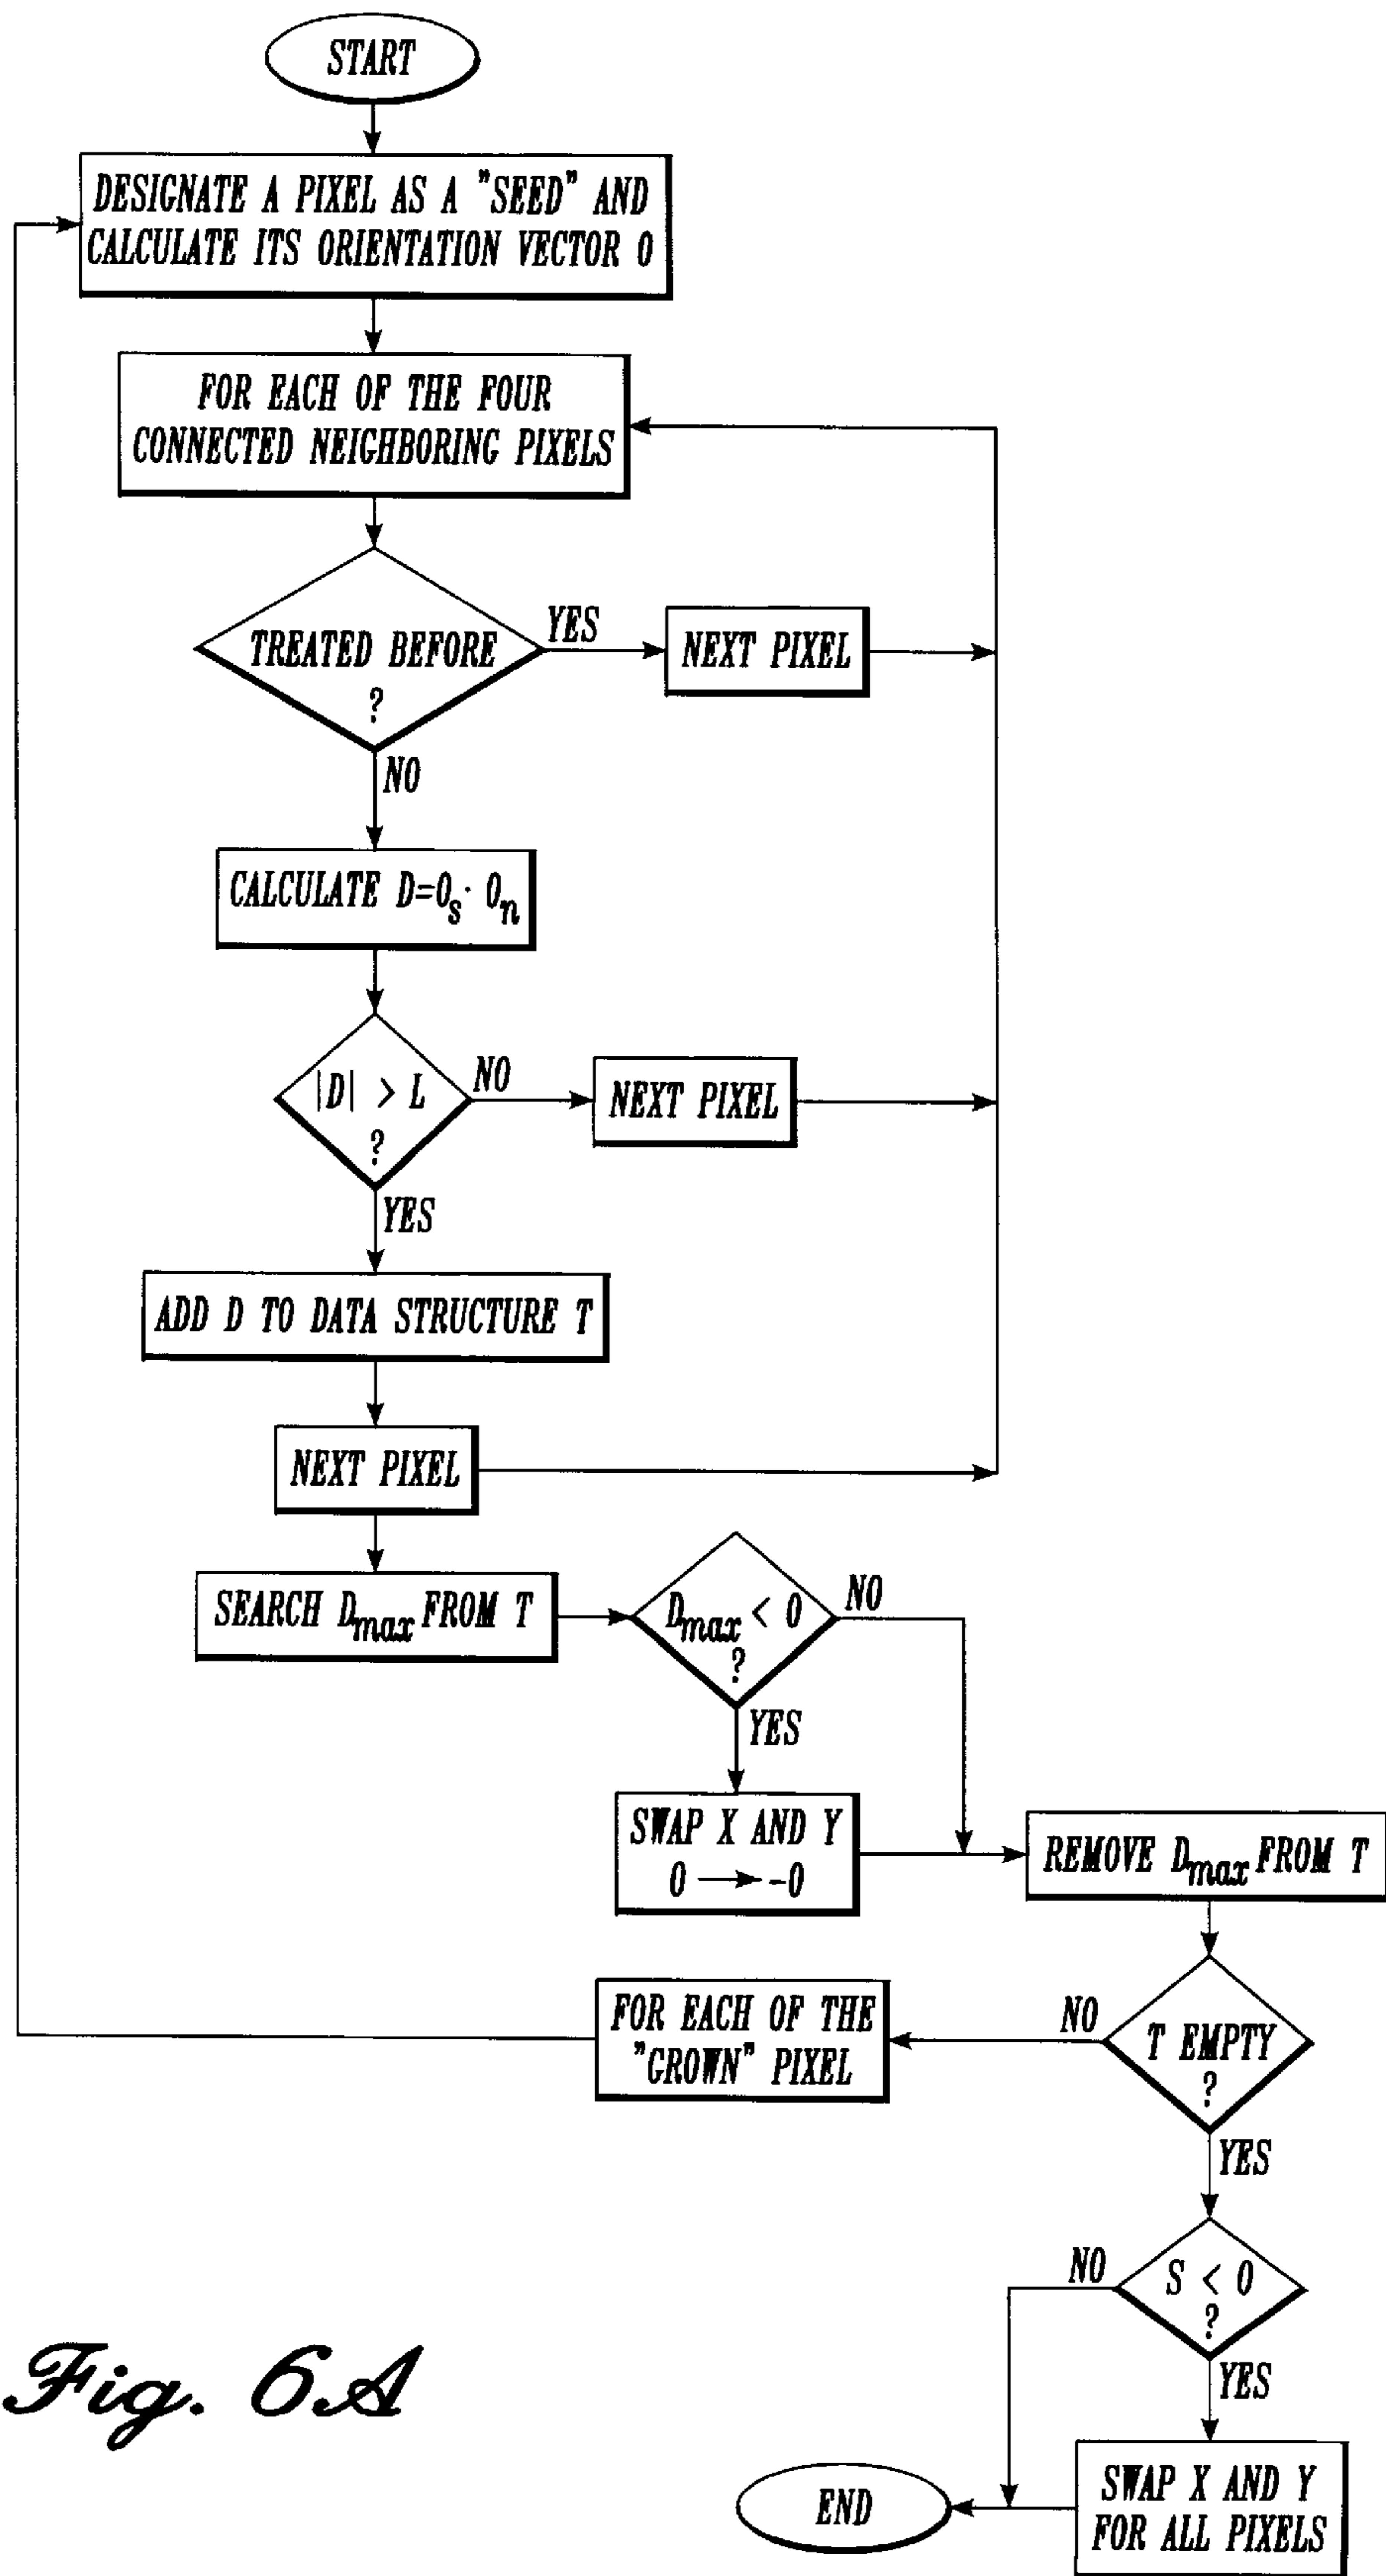 START
DESIGNATE A PIXEL AS A "SEED" AND
CALCULATE ITS ORIENTATION VECTOR O
FOR EACH OF THE FOUR
CONNECTED NEIGHBORING PIXELS
TREATED BEFORE
?
YES
NEXT PIXEL
NO
CALCULATE D=O_s· O_n
|D| > L
?
NO
NEXT PIXEL
YES
ADD D TO DATA STRUCTURE T
NEXT PIXEL
SEARCH D_max FROM T
D_max < 0
?
NO
YES
SWAP X AND Y
O → -O
REMOVE D_max FROM T
FOR EACH OF THE
"GROWN" PIXEL
NO
T EMPTY
?
YES
NO
S < 0
?
YES
SWAP X AND Y
FOR ALL PIXELS
END
Fig. 6A